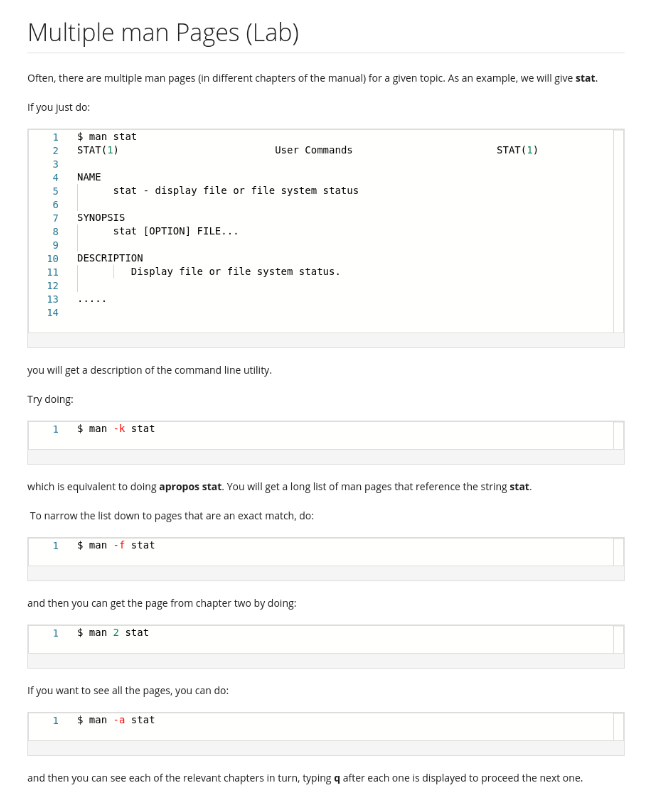 Multiple man Pages (Lab)
Often, there are multiple man pages (in different chapters of the manual) for a given topic. As an example, we will give stat.
If you just do:
1 $ man stat
2 STAT(1) User Commands STAT(1)
3
4 NAME
5 stat - display file or file system status
6
7 SYNOPSIS
8 stat [OPTION] FILE...
9
10 DESCRIPTION
11 Display file or file system status.
12
13 .....
14
you will get a description of the command line utility.
Try doing:
1 $ man -k stat
which is equivalent to doing apropos stat. You will get a long list of man pages that reference the string stat.
To narrow the list down to pages that are an exact match, do:
1 $ man -f stat
and then you can get the page from chapter two by doing:
1 $ man 2 stat
If you want to see all the pages, you can do:
1 $ man -a stat
and then you can see each of the relevant chapters in turn, typing q after each one is displayed to proceed the next one.